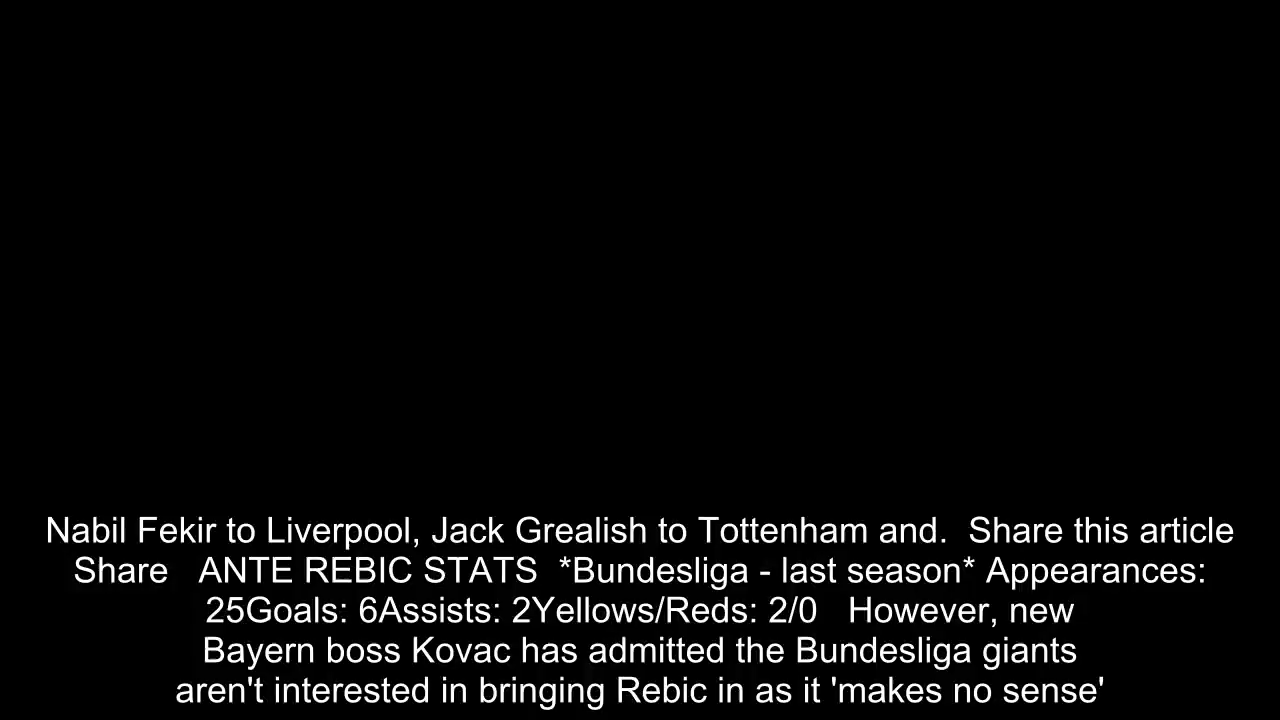 Nabil Fekir to Liverpool, Jack Grealish to Tottenham and.  Share this article
Share   ANTE REBIC STATS  *Bundesliga - last season* Appearances:
25Goals: 6Assists: 2Yellows/Reds: 2/0   However, new
Bayern boss Kovac has admitted the Bundesliga giants
aren't interested in bringing Rebic in as it 'makes no sense'